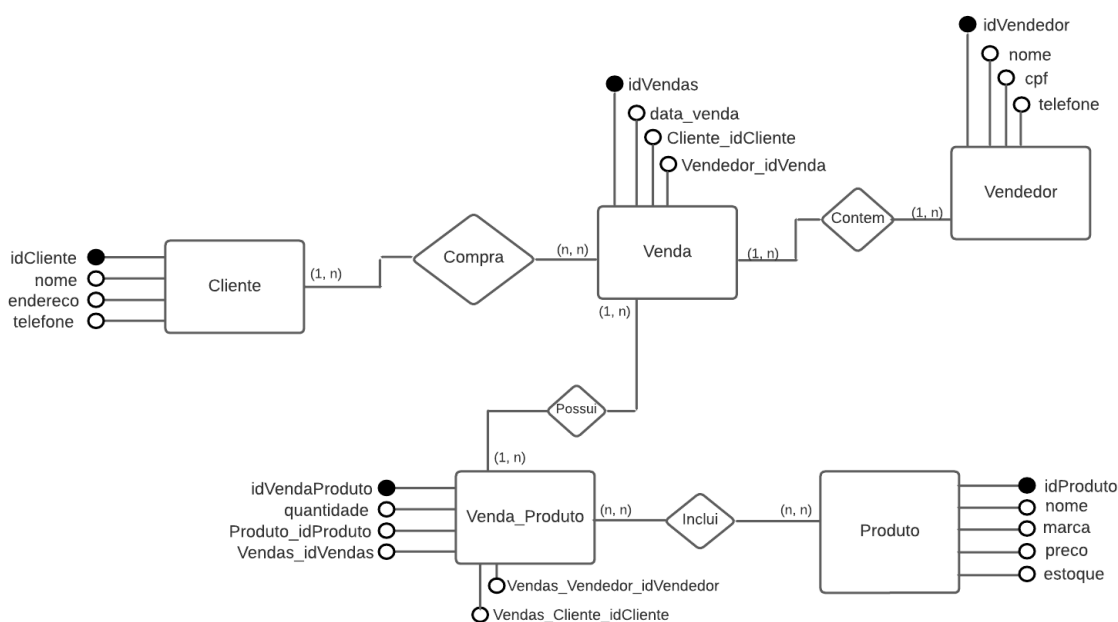 idVendedor
nome
cpf
telefone
Vendedor
idVendas
data_venda
Cliente_idCliente
Vendedor_idVenda
Venda
Contem
(1, n)
(1, n)
idCliente
nome
endereco
telefone
Cliente
(1, n)
Compra
(n, n)
(1, n)
Possui
(1, n)
idVendaProduto
quantidade
Produto_idProduto
Vendas_idVendas
Venda_Produto
Vendas_Vendedor_idVendedor
Vendas_Cliente_idCliente
(n, n)
Inclui
(n, n)
Produto
idProduto
nome
marca
preco
estoque